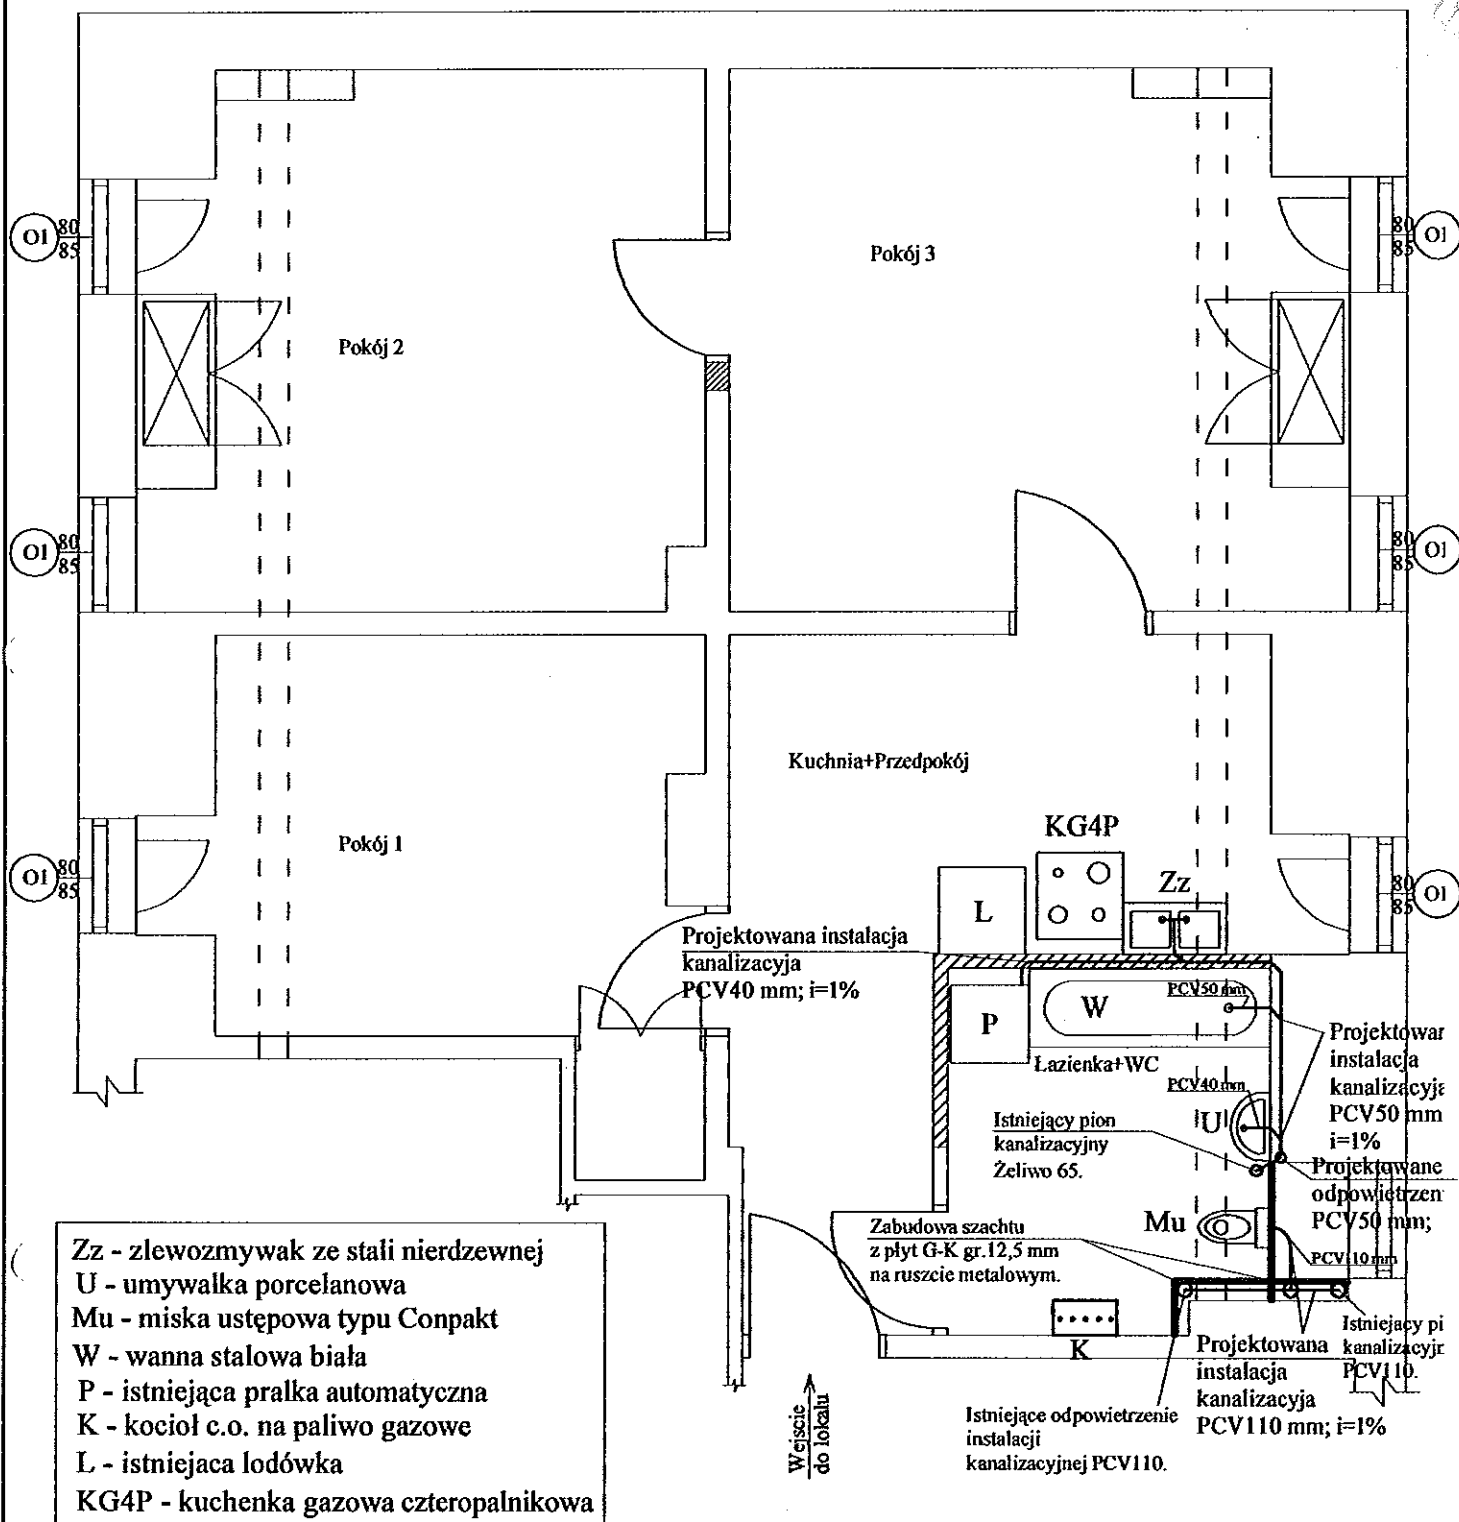 O1 80
85
80
85 O1
Pokój 3
Pokój 2
O1 80
85
80
85 O1
Kuchnia+Przedpokój
KG4P
Pokój 1
O1 80
85
Zz
80
85 O1
L
Projektowana instalacja
kanalizacyja
PCV40 mm; i=1%
P
W
PCV50 mm
Łazienka+WC
PCV40 mm
Projektowar
instalacja
kanalizacyja
PCV50 mm
i=1%
Istniejący pion
kanalizacyjny
Żeliwo 65.
U
Projektowane
odpowietrzen
PCV50 mm;
Mu
Zabudowa szachtu
z płyt G-K gr.12,5 mm
na ruszcie metalowym.
PCV110 mm
K
Projektowana
instalacja
kanalizacyja
PCV110 mm; i=1%
Istniejacy pi
kanalizacyjn
PCV110.
Istniejące odpowietrzenie
instalacji
kanalizacyjnej PCV110.
Wejście
do lokalu
Zz - zlewozmywak ze stali nierdzewnej
U - umywalka porcelanowa
Mu - miska ustępowa typu Conpakt
W - wanna stalowa biała
P - istniejąca pralka automatyczna
K - kocioł c.o. na paliwo gazowe
L - istniejaca lodówka
KG4P - kuchenka gazowa czteropalnikowa